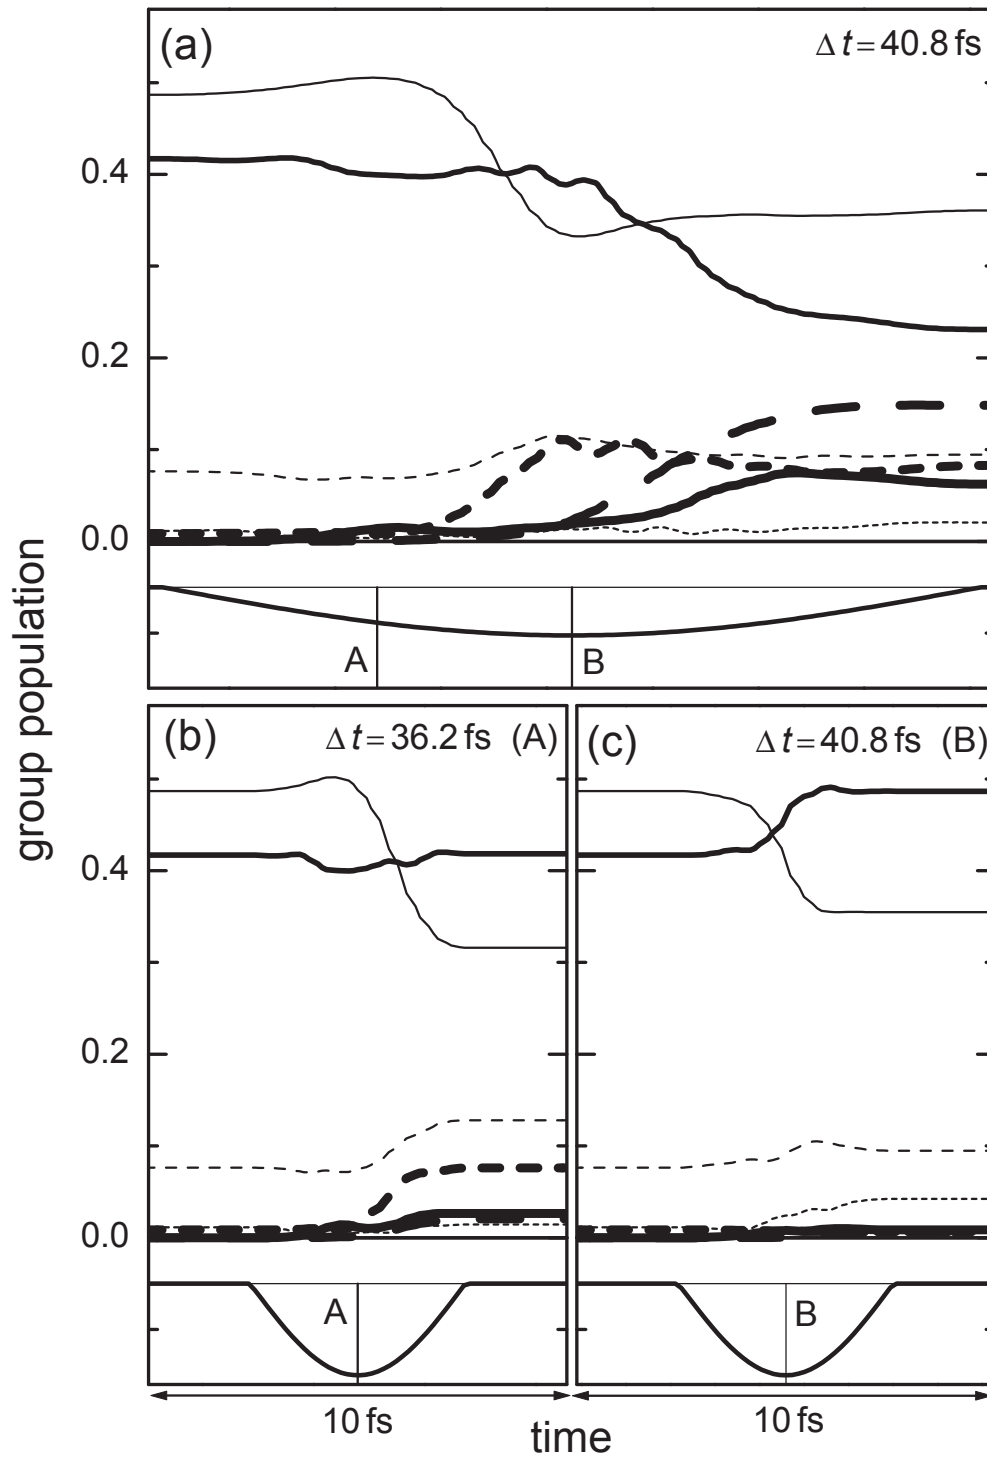 (a)
Δt=40.8 fs
0.4
0.2
0.0
A
B
group population
(b)
Δt=36.2 fs (A)
(c)
Δt=40.8 fs (B)
0.4
0.2
0.0
A
B
10 fs
10 fs
time